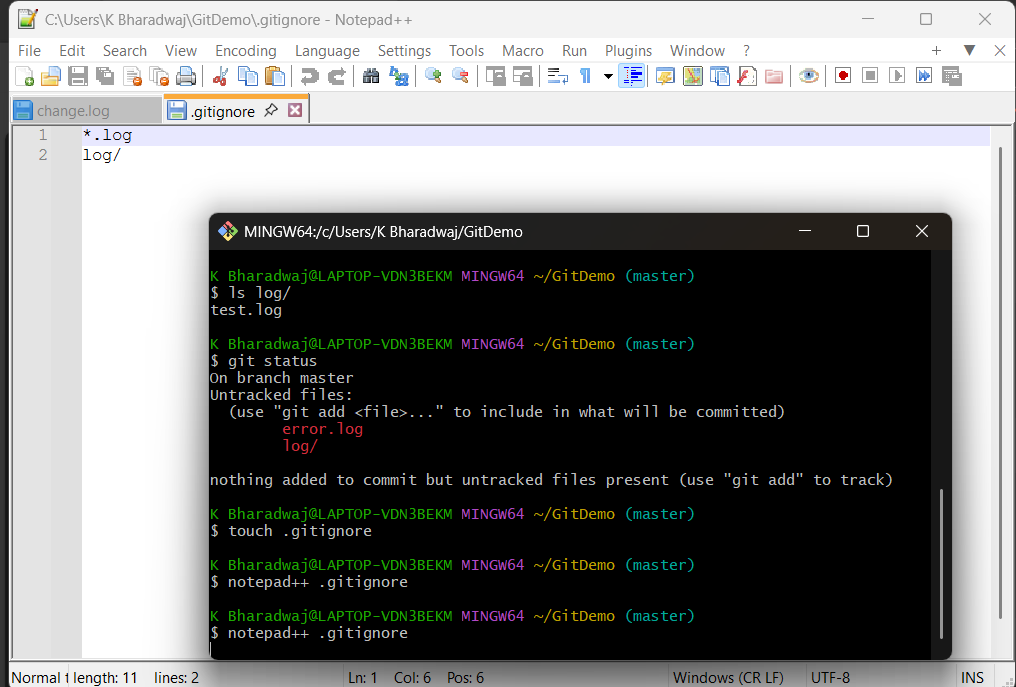 C:\Users\K Bharadwaj\GitDemo\.gitignore - Notepad++
File Edit Search View Encoding Language Settings Tools Macro Run Plugins Window ?
change.log .gitignore
1 *.log
2 log/
MINGW64:/c/Users/K Bharadwaj/GitDemo
K Bharadwaj@LAPTOP-VDN3BEKM MINGW64 ~/GitDemo (master)
$ ls log/
test.log
K Bharadwaj@LAPTOP-VDN3BEKM MINGW64 ~/GitDemo (master)
$ git status
On branch master
Untracked files:
(use "git add <file>..." to include in what will be committed)
error.log
log/
nothing added to commit but untracked files present (use "git add" to track)
K Bharadwaj@LAPTOP-VDN3BEKM MINGW64 ~/GitDemo (master)
$ touch .gitignore
K Bharadwaj@LAPTOP-VDN3BEKM MINGW64 ~/GitDemo (master)
$ notepad++ .gitignore
K Bharadwaj@LAPTOP-VDN3BEKM MINGW64 ~/GitDemo (master)
$ notepad++ .gitignore
Normal t length: 11 lines: 2 Ln: 1 Col: 6 Pos: 6 Windows (CR LF) UTF-8 INS